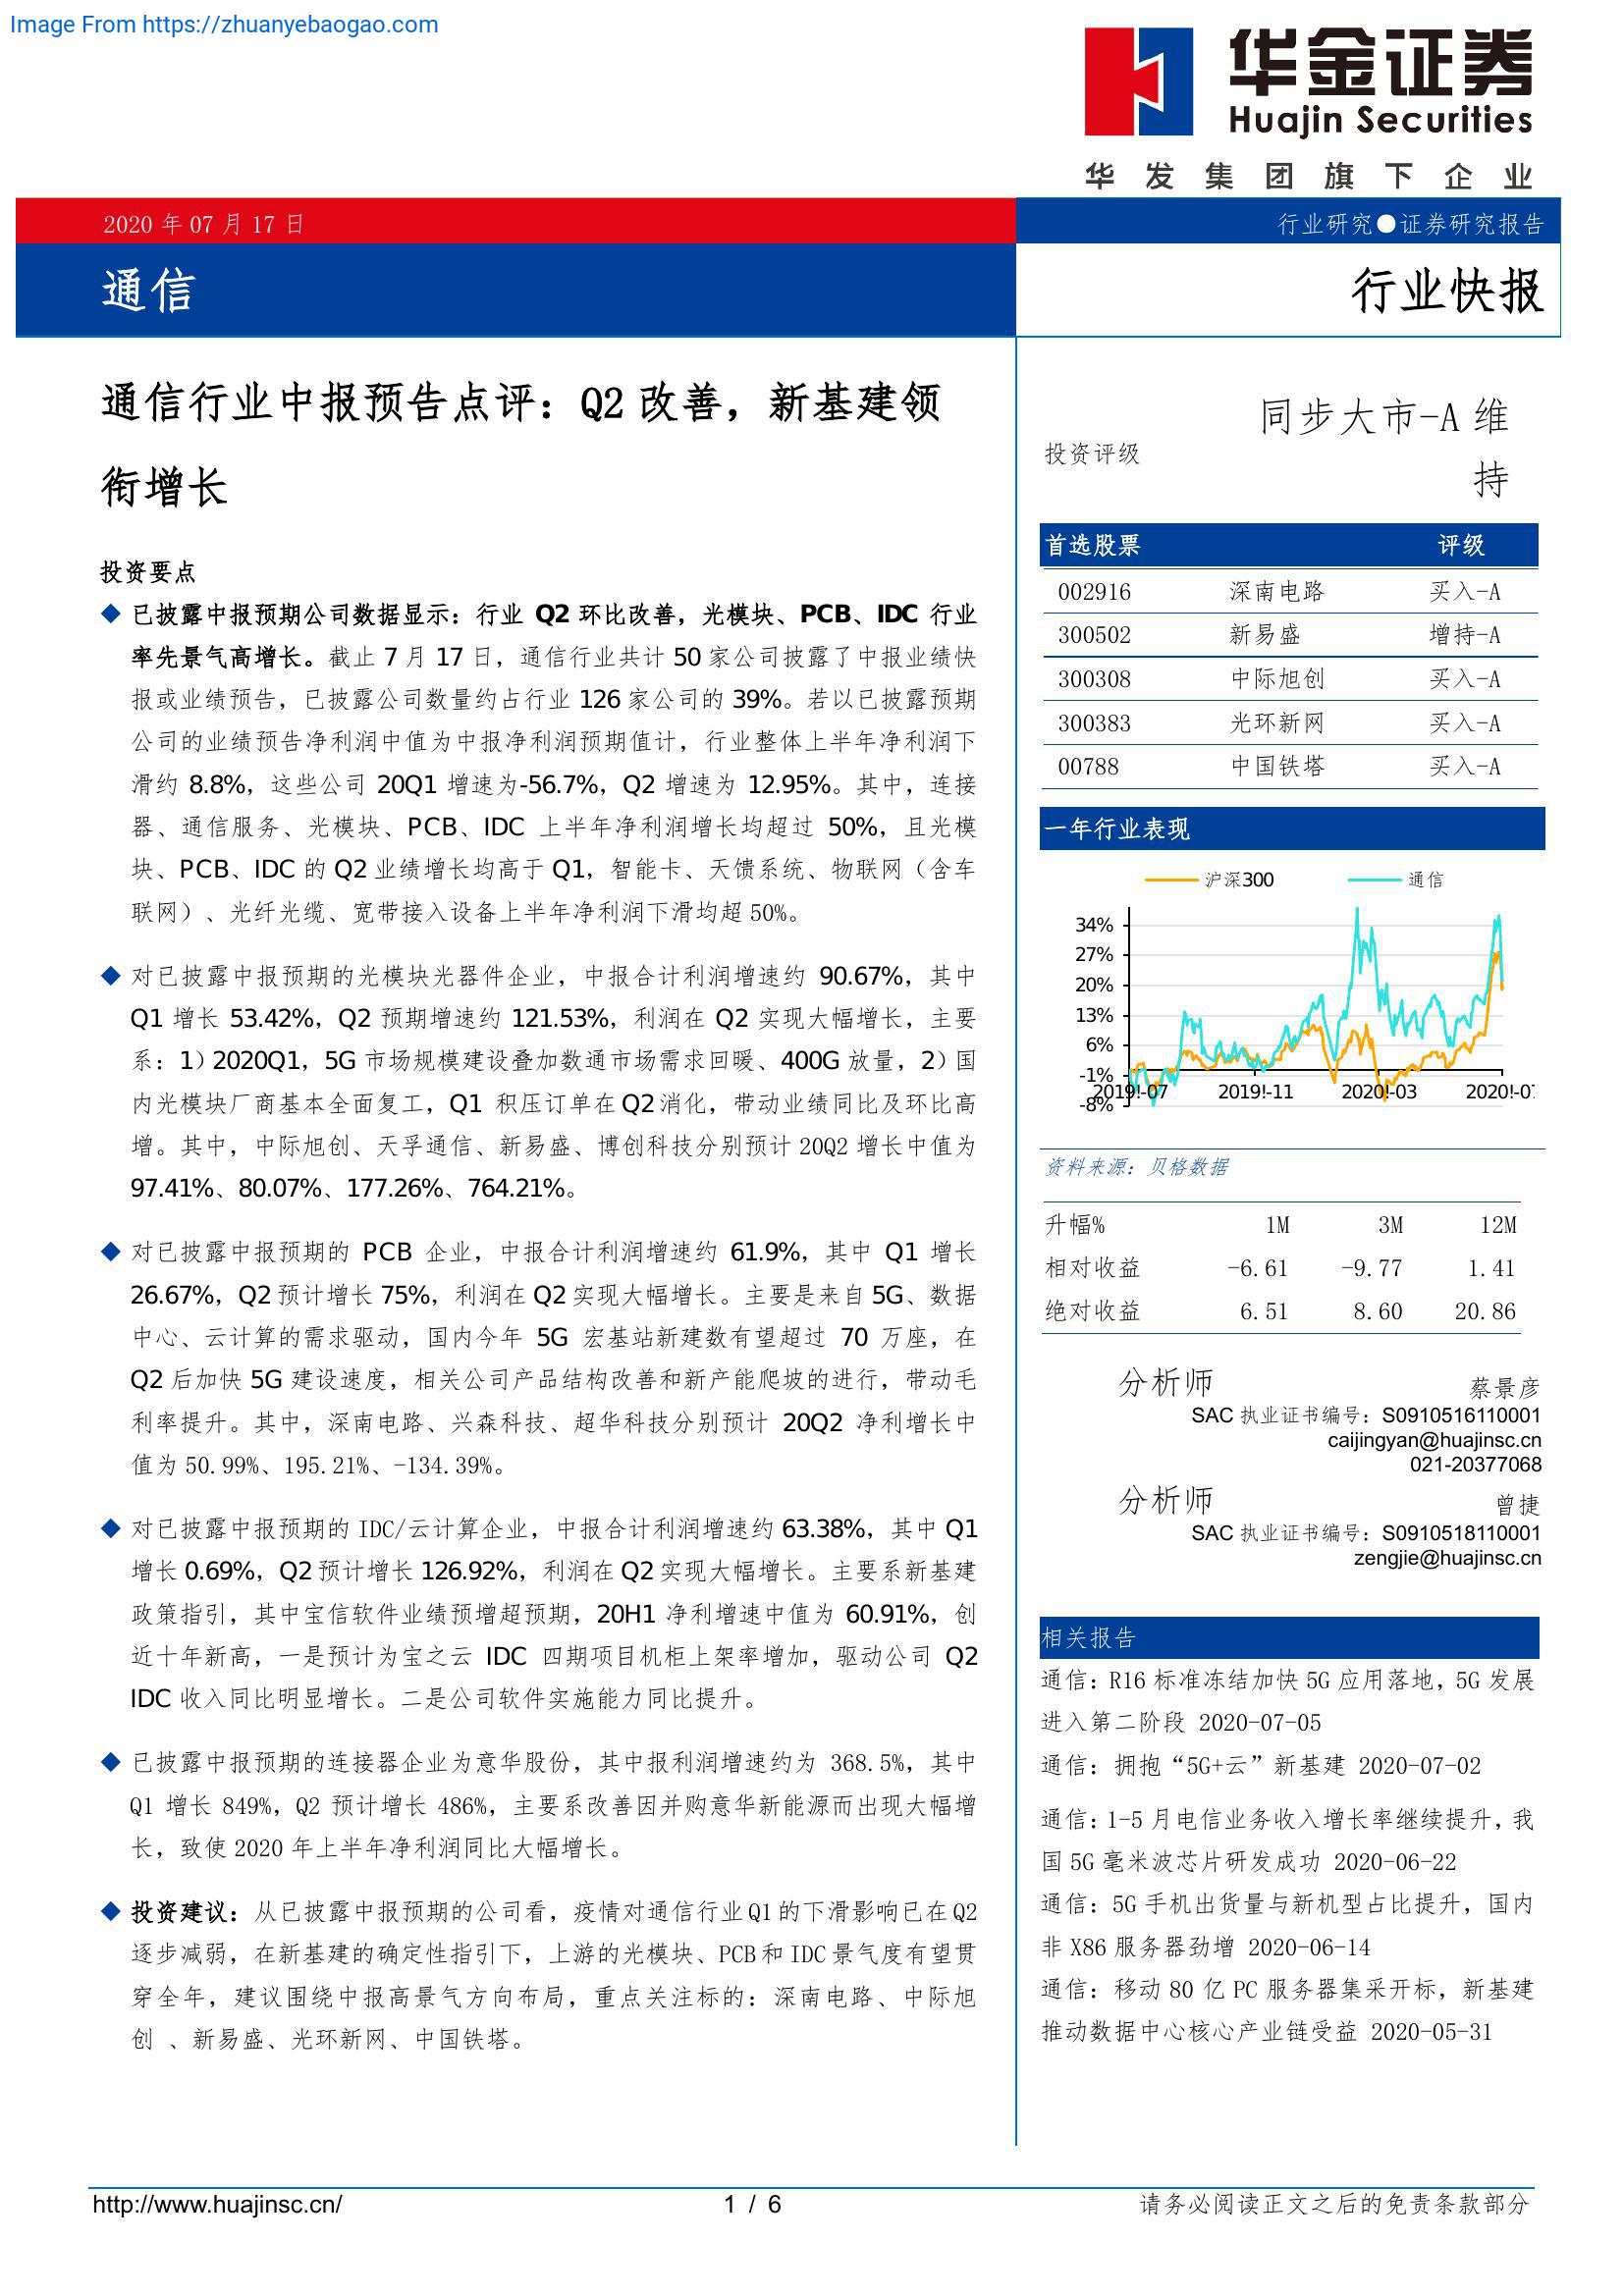 Image From https://zhuanyebaogao.com
华金证券
Huajin Securities
华发集团旗下企业
2020 年 07 月 17 日
行业研究●证券研究报告
通信
行业快报
通信行业中报预告点评：Q2 改善，新基建领
衔增长
投资要点
◆ 已披露中报预期公司数据显示：行业 Q2 环比改善，光模块、PCB、IDC 行业
率先景气高增长。截止 7 月 17 日，通信行业共计 50 家公司披露了中报业绩快
报或业绩预告，已披露公司数量约占行业 126 家公司的 39%。若以已披露预期
公司的业绩预告净利润中值为中报净利润预期值计，行业整体上半年净利润下
滑约 8.8%，这些公司 20Q1 增速为-56.7%，Q2 增速为 12.95%。其中，连接
器、通信服务、光模块、PCB、IDC 上半年净利润增长均超过 50%，且光模
块、PCB、IDC 的 Q2 业绩增长均高于 Q1，智能卡、天馈系统、物联网（含车
联网）、光纤光缆、宽带接入设备上半年净利润下滑均超 50%。
◆ 对已披露中报预期的光模块光器件企业，中报合计利润增速约 90.67%，其中
Q1 增长 53.42%，Q2 预期增速约 121.53%，利润在 Q2 实现大幅增长，主要
系：1）2020Q1，5G 市场规模建设叠加数通市场需求回暖、400G 放量，2）国
内光模块厂商基本全面复工，Q1 积压订单在 Q2 消化，带动业绩同比及环比高
增。其中，中际旭创、天孚通信、新易盛、博创科技分别预计 20Q2 增长中值为
97.41%、80.07%、177.26%、764.21%。
◆ 对已披露中报预期的 PCB 企业，中报合计利润增速约 61.9%，其中 Q1 增长
26.67%，Q2 预计增长 75%，利润在 Q2 实现大幅增长。主要是来自 5G、数据
中心、云计算的需求驱动，国内今年 5G 宏基站新建数有望超过 70 万座，在
Q2 后加快 5G 建设速度，相关公司产品结构改善和新产能爬坡的进行，带动毛
利率提升。其中，深南电路、兴森科技、超华科技分别预计 20Q2 净利增长中
值为 50.99%、195.21%、-134.39%。
◆ 对已披露中报预期的 IDC/云计算企业，中报合计利润增速约 63.38%，其中 Q1
增长 0.69%，Q2 预计增长 126.92%，利润在 Q2 实现大幅增长。主要系新基建
政策指引，其中宝信软件业绩预增超预期，20H1 净利增速中值为 60.91%，创
近十年新高，一是预计为宝之云 IDC 四期项目机柜上架率增加，驱动公司 Q2
IDC 收入同比明显增长。二是公司软件实施能力同比提升。
◆ 已披露中报预期的连接器企业为意华股份，其中报利润增速约为 368.5%，其中
Q1 增长 849%，Q2 预计增长 486%，主要系改善因并购意华新能源而出现大幅增
长，致使 2020 年上半年净利润同比大幅增长。
◆ 投资建议：从已披露中报预期的公司看，疫情对通信行业 Q1 的下滑影响已在 Q2
逐步减弱，在新基建的确定性指引下，上游的光模块、PCB 和 IDC 景气度有望贯
穿全年，建议围绕中报高景气方向布局，重点关注标的：深南电路、中际旭
创 、新易盛、光环新网、中国铁塔。
投资评级
同步大市-A 维
持
首选股票 评级
002916 深南电路 买入-A
300502 新易盛 增持-A
300308 中际旭创 买入-A
300383 光环新网 买入-A
00788 中国铁塔 买入-A
一年行业表现
沪深300 通信
34%
27%
20%
13%
6%
-1%
-8%
2019!-07 2019!-11 2020!-03 2020!-0
资料来源：贝格数据
升幅% 1M 3M 12M
相对收益 -6.61 -9.77 1.41
绝对收益 6.51 8.60 20.86
分析师 蔡景彦
SAC 执业证书编号：S0910516110001
caijingyan@huajinsc.cn
021-20377068
分析师 曾捷
SAC 执业证书编号：S0910518110001
zengjie@huajinsc.cn
相关报告
通信：R16 标准冻结加快 5G 应用落地，5G 发展
进入第二阶段 2020-07-05
通信：拥抱“5G+云”新基建 2020-07-02
通信：1-5 月电信业务收入增长率继续提升，我
国 5G 毫米波芯片研发成功 2020-06-22
通信：5G 手机出货量与新机型占比提升，国内
非 X86 服务器劲增 2020-06-14
通信：移动 80 亿 PC 服务器集采开标，新基建
推动数据中心核心产业链受益 2020-05-31
http://www.huajinsc.cn/
1 / 6
请务必阅读正文之后的免责条款部分